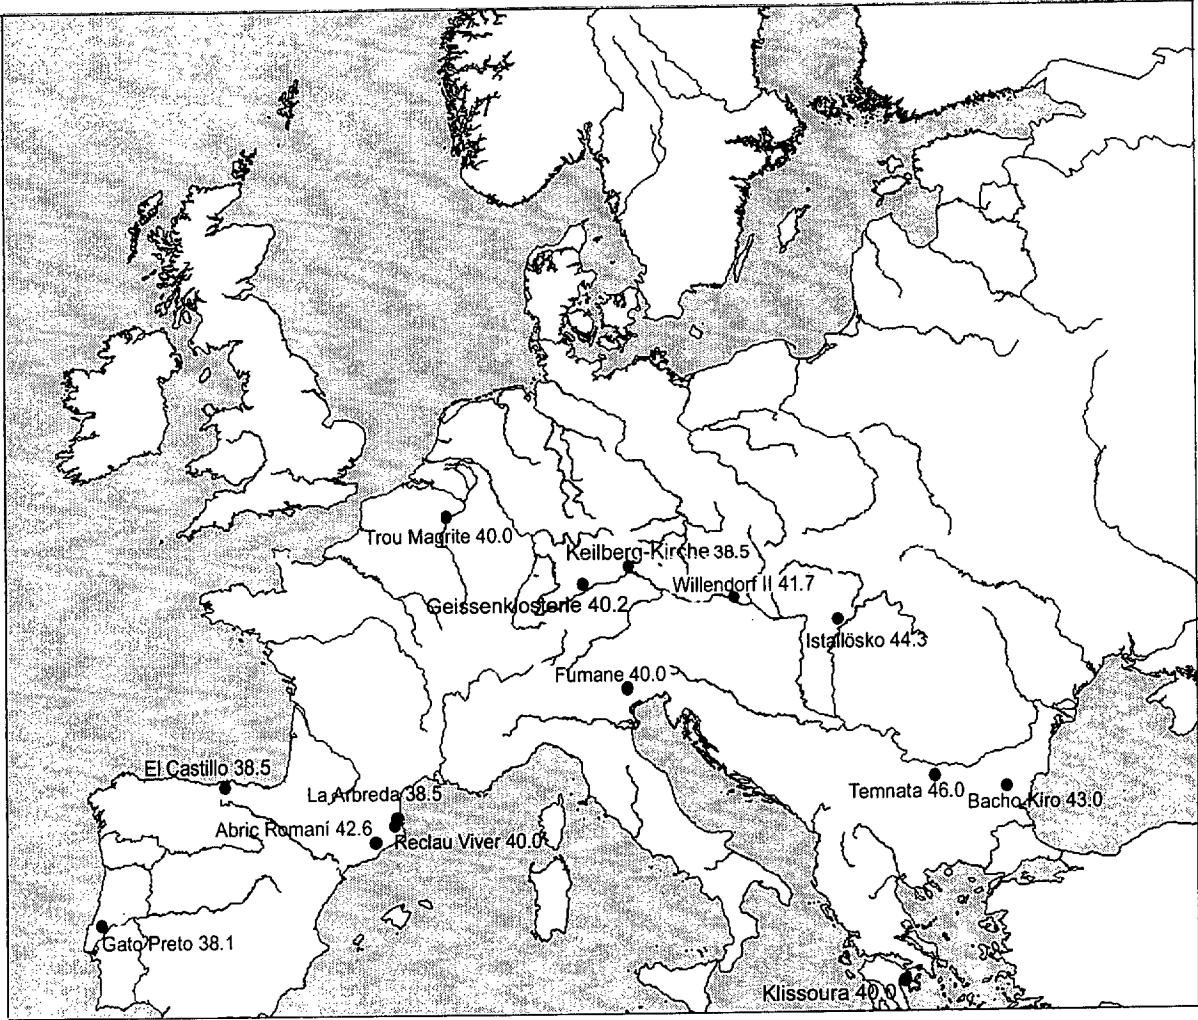 Trou Magrite 40.0
Keilberg-Kirche 38.5
Willendorf II 41.7
Geissenklosterle 40.2
Istallösko 44.3
Fumane 40.0
El Castillo 38.5
La Arbreda 38.5
Temnata 46.0
Bacho Kiro 43.0
Abric Romaní 42.6
Reclau Viver 40.0
Gato Preto 38.1
Klissoura 40.0